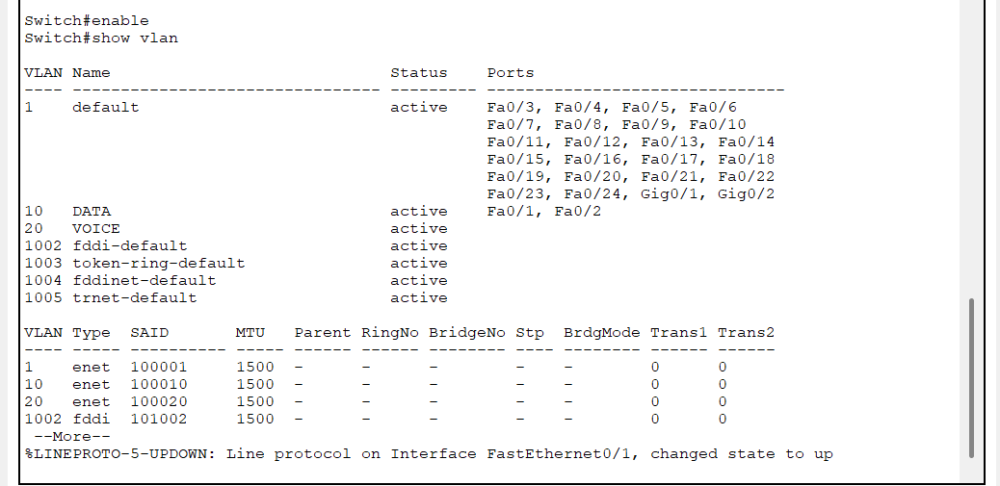 Switch#enable
Switch#show vlan
VLAN Name                             Status    Ports
---- -------------------------------- --------- -------------------------------
1    default                          active    Fa0/3, Fa0/4, Fa0/5, Fa0/6
                                                Fa0/7, Fa0/8, Fa0/9, Fa0/10
                                                Fa0/11, Fa0/12, Fa0/13, Fa0/14
                                                Fa0/15, Fa0/16, Fa0/17, Fa0/18
                                                Fa0/19, Fa0/20, Fa0/21, Fa0/22
                                                Fa0/23, Fa0/24, Gig0/1, Gig0/2
10   DATA                             active    Fa0/1, Fa0/2
20   VOICE                            active
1002 fddi-default                     active
1003 token-ring-default               active
1004 fddinet-default                  active
1005 trnet-default                    active
VLAN Type  SAID       MTU   Parent RingNo BridgeNo Stp  BrdgMode Trans1 Trans2
---- ----- ---------- ----- ------ ------ -------- ---- -------- ------ ------
1    enet  100001     1500  -      -      -        -    -        0      0
10   enet  100010     1500  -      -      -        -    -        0      0
20   enet  100020     1500  -      -      -        -    -        0      0
1002 fddi  101002     1500  -      -      -        -    -        0      0
 --More--
%LINEPROTO-5-UPDOWN: Line protocol on Interface FastEthernet0/1, changed state to up